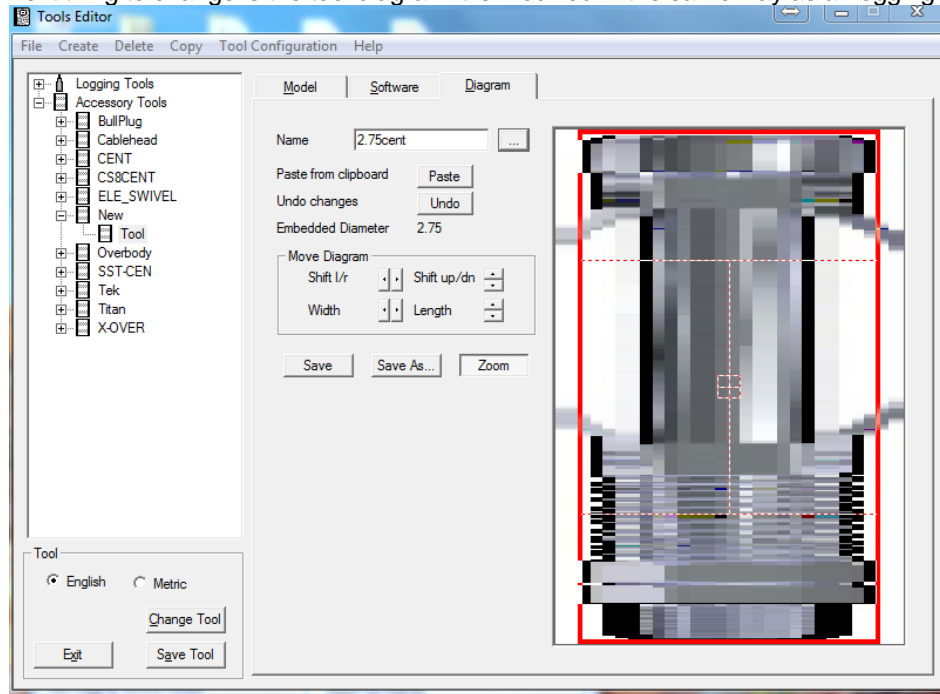 Tools Editor
File Create Delete Copy Tool Configuration Help
Logging Tools
Accessory Tools
BullPlug
Cablehead
CENT
CS8CENT
ELE_SWIVEL
New
Tool
Overbody
SST-CEN
Tek
Titan
X-OVER
Model Software Diagram
Name 2.75cent ...
Paste from clipboard Paste
Undo changes Undo
Embedded Diameter 2.75
Move Diagram
Shift l/r Shift up/dn
Width Length
Save Save As... Zoom
Tool
English Metric
Change Tool
Exit Save Tool